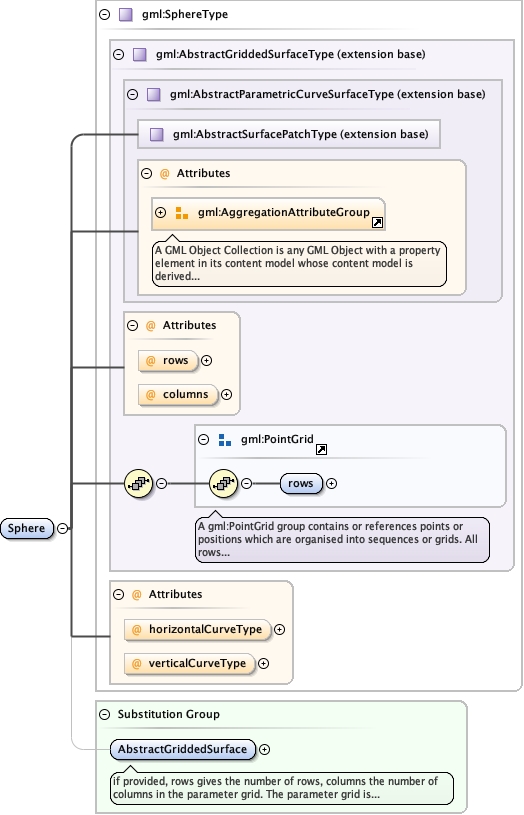 gml:SphereType
gml:AbstractGriddedSurfaceType (extension base)
gml:AbstractParametricCurveSurfaceType (extension base)
gml:AbstractSurfacePatchType (extension base)
@ Attributes
gml:AggregationAttributeGroup
A GML Object Collection is any GML Object with a property
element in its content model whose content model is
derived...
@ Attributes
@ rows
@ columns
gml:PointGrid
rows
A gml:PointGrid group contains or references points or
positions which are organised into sequences or grids. All
rows...
Sphere
@ Attributes
@ horizontalCurveType
@ verticalCurveType
Substitution Group
AbstractGriddedSurface
if provided, rows gives the number of rows, columns the number of
columns in the parameter grid. The parameter grid is...